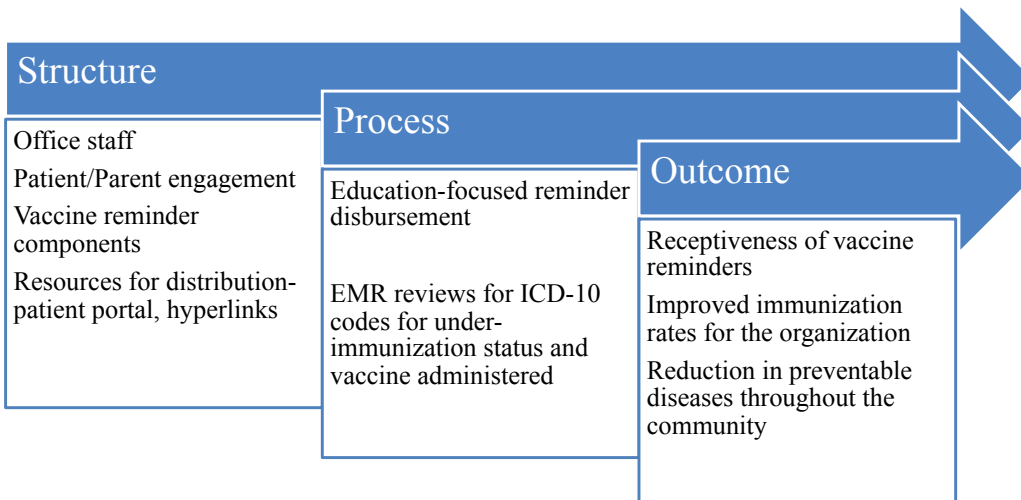 Structure
Office staff
Patient/Parent engagement
Vaccine reminder
components
Resources for distribution-
patient portal, hyperlinks
Process
Education-focused reminder
disbursement
EMR reviews for ICD-10
codes for under-
immunization status and
vaccine administered
Outcome
Receptiveness of vaccine
reminders
Improved immunization
rates for the organization
Reduction in preventable
diseases throughout the
community